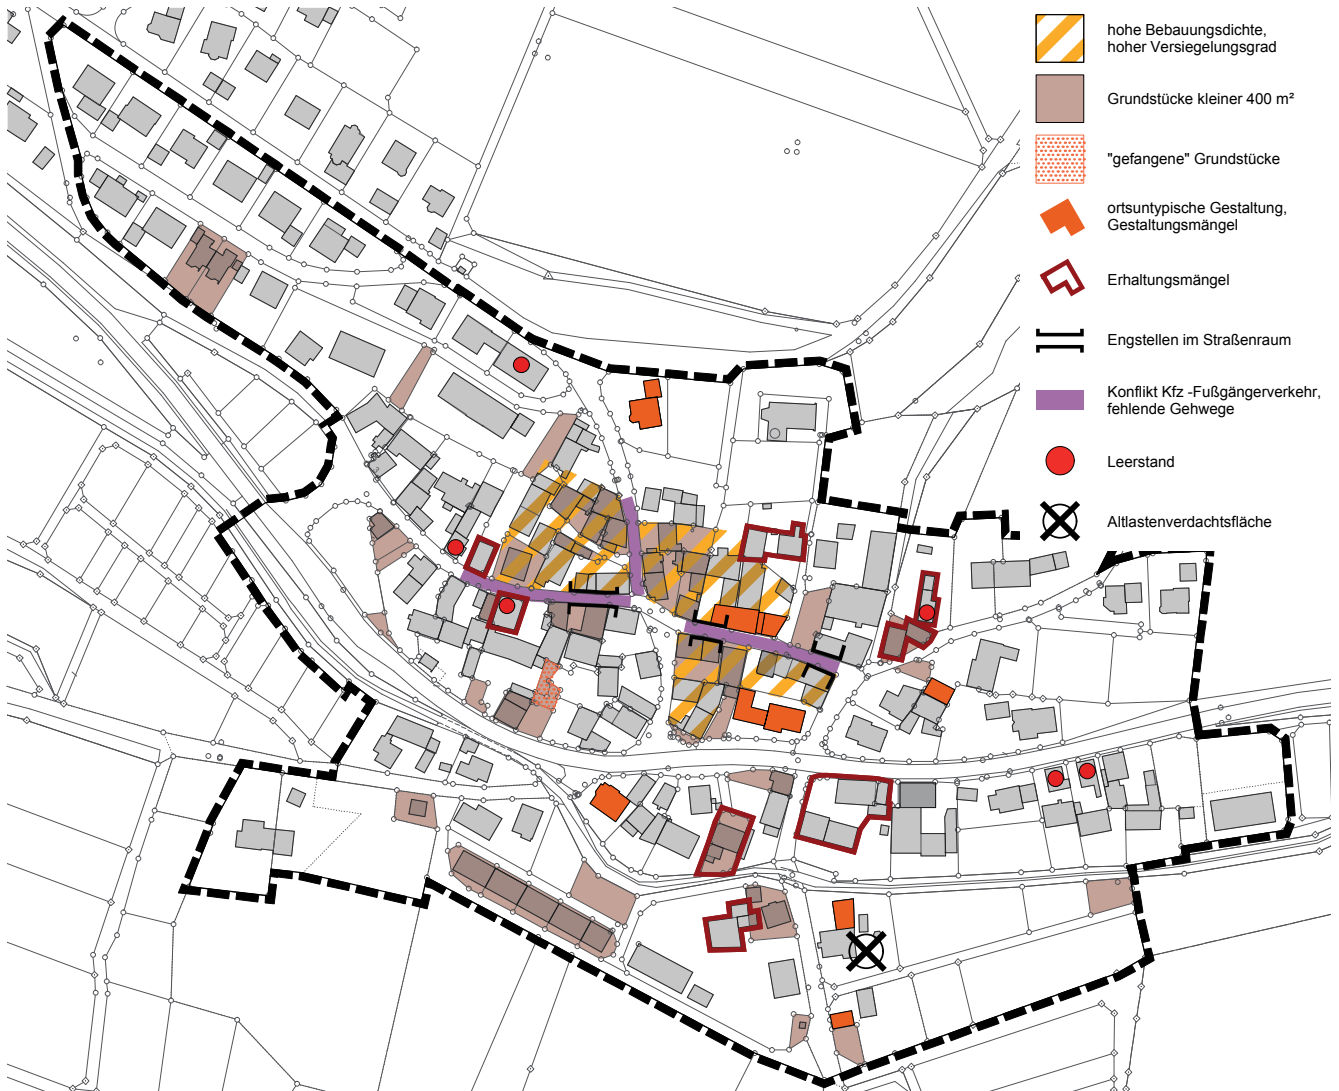 hohe Bebauungsdichte,
hoher Versiegelungsgrad
Grundstücke kleiner 400 m²
"gefangene" Grundstücke
ortsuntypische Gestaltung,
Gestaltungsmängel
Erhaltungsmängel
Engstellen im Straßenraum
Konflikt Kfz -Fußgängerverkehr,
fehlende Gehwege
Leerstand
Altlastenverdachtsfläche